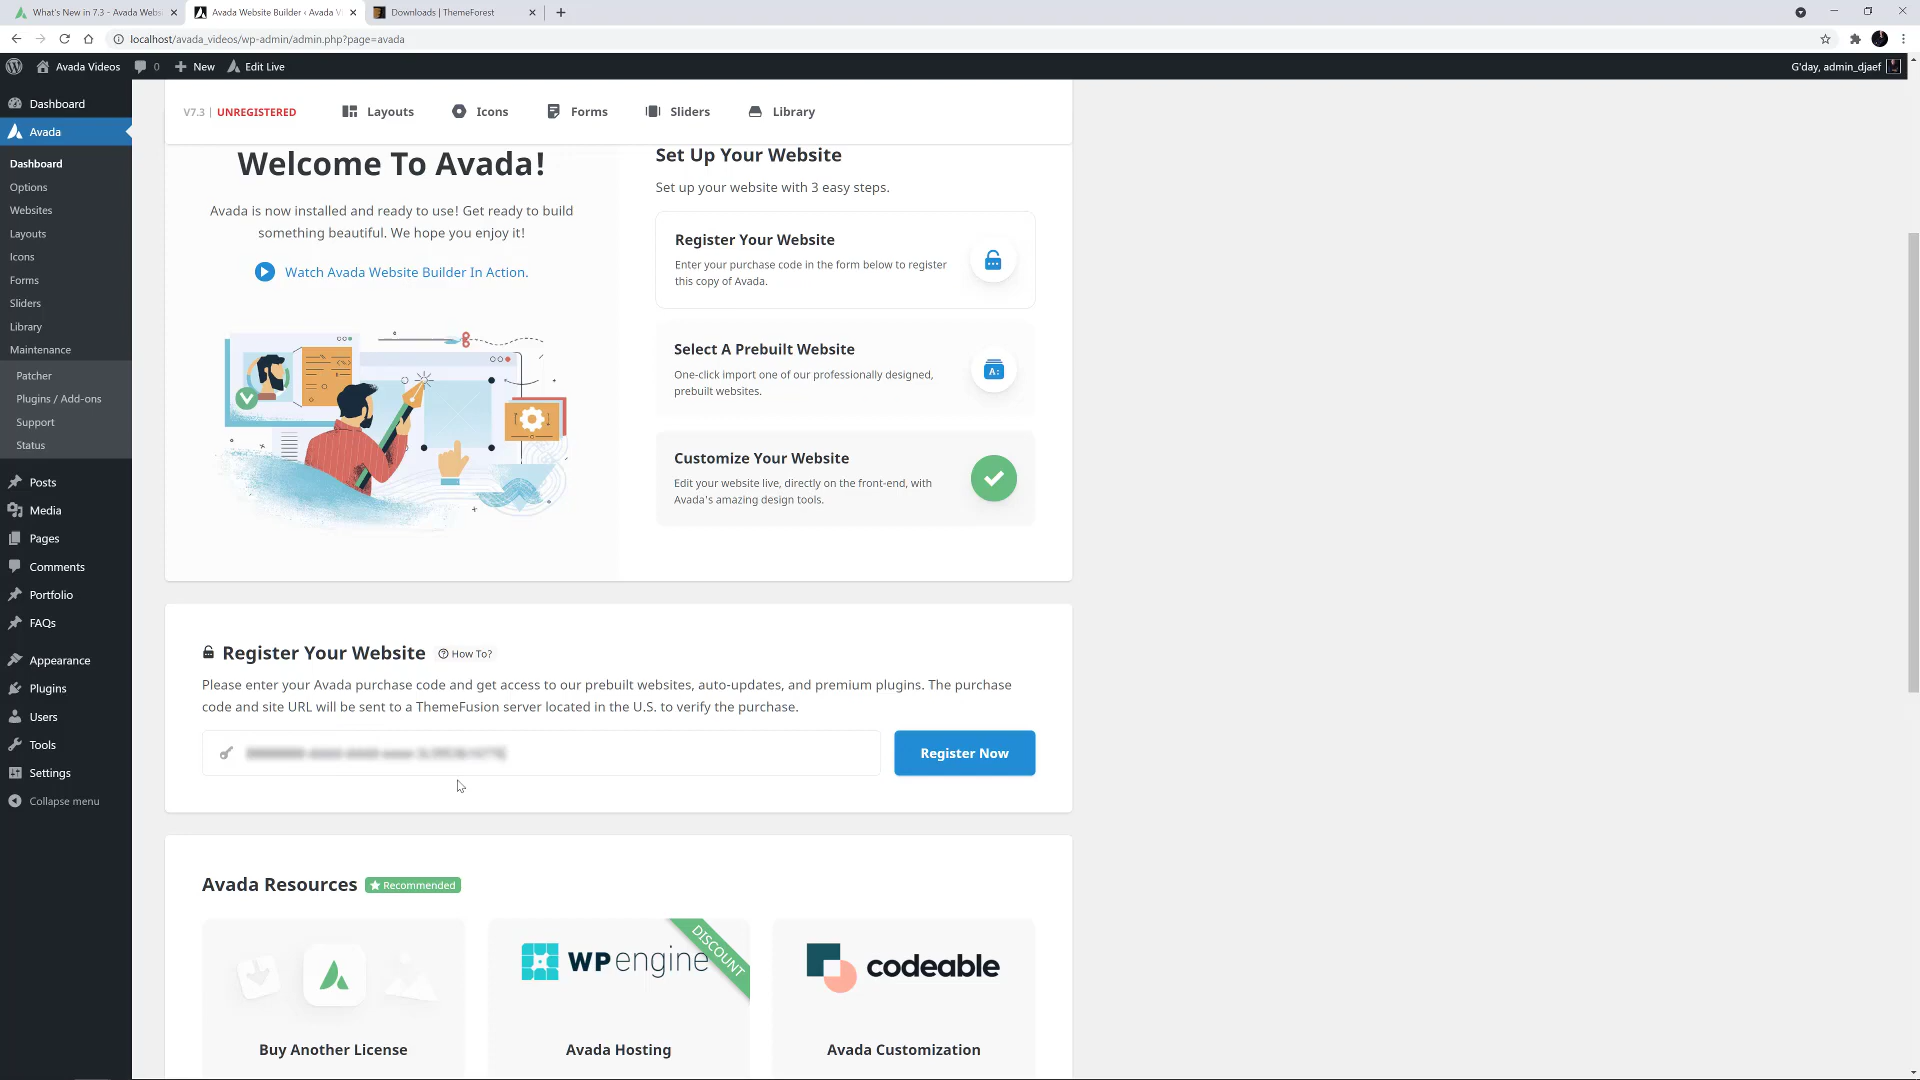 What's New in 7.3 - Avada Websi
Avada Website Builder ‹ Avada V
Downloads | ThemeForest
localhost/avada_videos/wp-admin/admin.php?page=avada
Avada Videos
0
New
Edit Live
G'day, admin_djaef
Dashboard
Avada
Dashboard
Options
Websites
Layouts
Icons
Forms
Sliders
Library
Maintenance
Patcher
Plugins / Add-ons
Support
Status
Posts
Media
Pages
Comments
Portfolio
FAQs
Appearance
Plugins
Users
Tools
Settings
Collapse menu
V7.3 | UNREGISTERED
Layouts
Icons
Forms
Sliders
Library
Welcome To Avada!
Avada is now installed and ready to use! Get ready to build
something beautiful. We hope you enjoy it!
Watch Avada Website Builder In Action.
Set Up Your Website
Set up your website with 3 easy steps.
Register Your Website
Enter your purchase code in the form below to register
this copy of Avada.
Select A Prebuilt Website
One-click import one of our professionally designed,
prebuilt websites.
A:
Customize Your Website
Edit your website live, directly on the front-end, with
Avada's amazing design tools.
Register Your Website
How To?
Please enter your Avada purchase code and get access to our prebuilt websites, auto-updates, and premium plugins. The purchase
code and site URL will be sent to a ThemeFusion server located in the U.S. to verify the purchase.
Register Now
Avada Resources
Recommended
Buy Another License
WPengine
DISCOUNT
Avada Hosting
codeable
Avada Customization